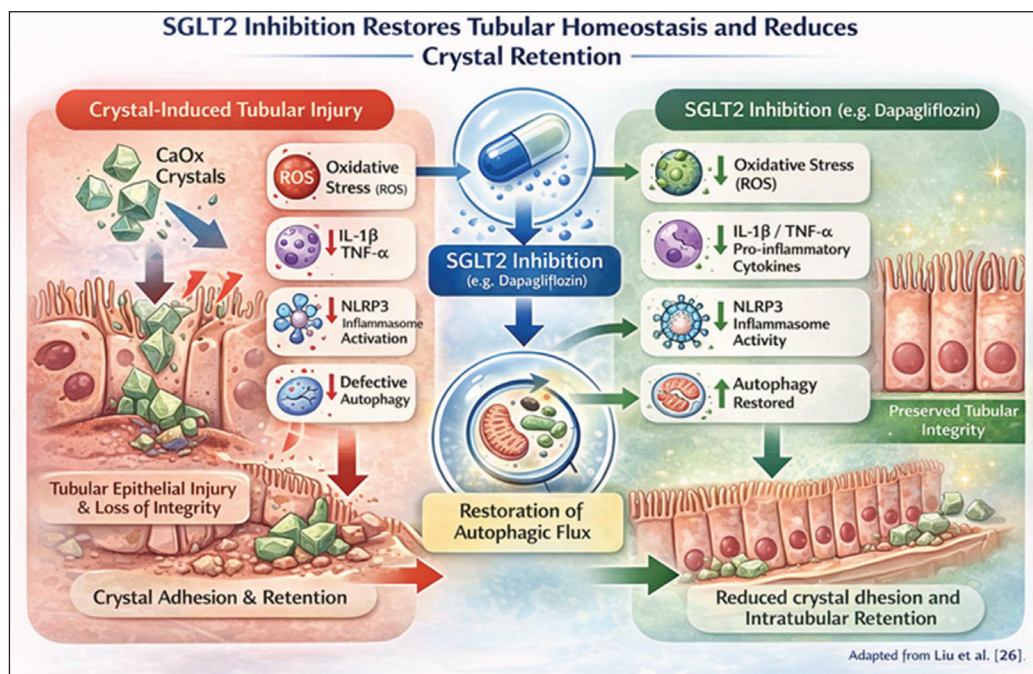 SGLT2 Inhibition Restores Tubular Homeostasis and Reduces
Crystal Retention
Crystal-Induced Tubular Injury
CaOx
Crystals
ROS
Oxidative
Stress (ROS)
↓ IL-1β
TNF-α
↓ NLRP3
Inflammasome
Activation
↓ Defective
Autophagy
Tubular Epithelial Injury
& Loss of Integrity
Crystal Adhesion & Retention
SGLT2 Inhibition
(e.g. Dapagliflozin)
Restoration of
Autophagic Flux
SGLT2 Inhibition (e.g. Dapagliflozin)
↓ Oxidative Stress
(ROS)
↓ IL-1β / TNF-α
Pro-inflammatory
Cytokines
↓ NLRP3
Inflammasome
Activity
↑ Autophagy
Restored
Preserved Tubular
Integrity
Reduced crystal dhesion and
Intratubular Retention
Adapted from Liu et al. [26].